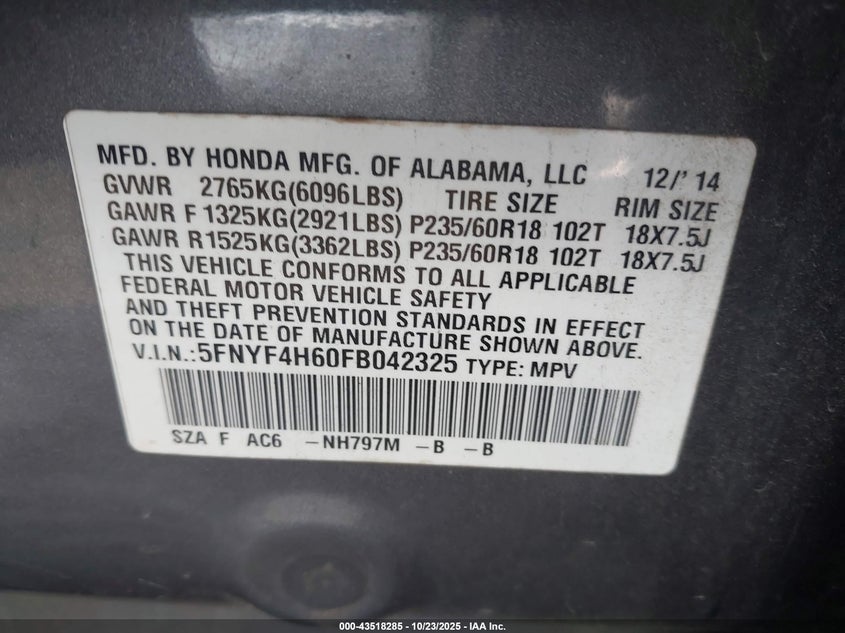 MFD. BY HONDA MFG. OF ALABAMA, LLC 12/'14
GVWR 2765KG(6096LBS) TIRE SIZE RIM SIZE
GAWR F 1325KG(2921LBS) P235/60R18 102T 18X7.5J
GAWR R 1525KG(3362LBS) P235/60R18 102T 18X7.5J
THIS VEHICLE CONFORMS TO ALL APPLICABLE
FEDERAL MOTOR VEHICLE SAFETY
AND THEFT PREVENTION STANDARDS IN EFFECT
ON THE DATE OF MANUFACTURE SHOWN ABOVE.
V.I.N.:5FNYF4H60FB042325 TYPE: MPV
SZA F AC6 -NH797M -B -B
000-43518285 - 10/23/2025 - IAA Inc.